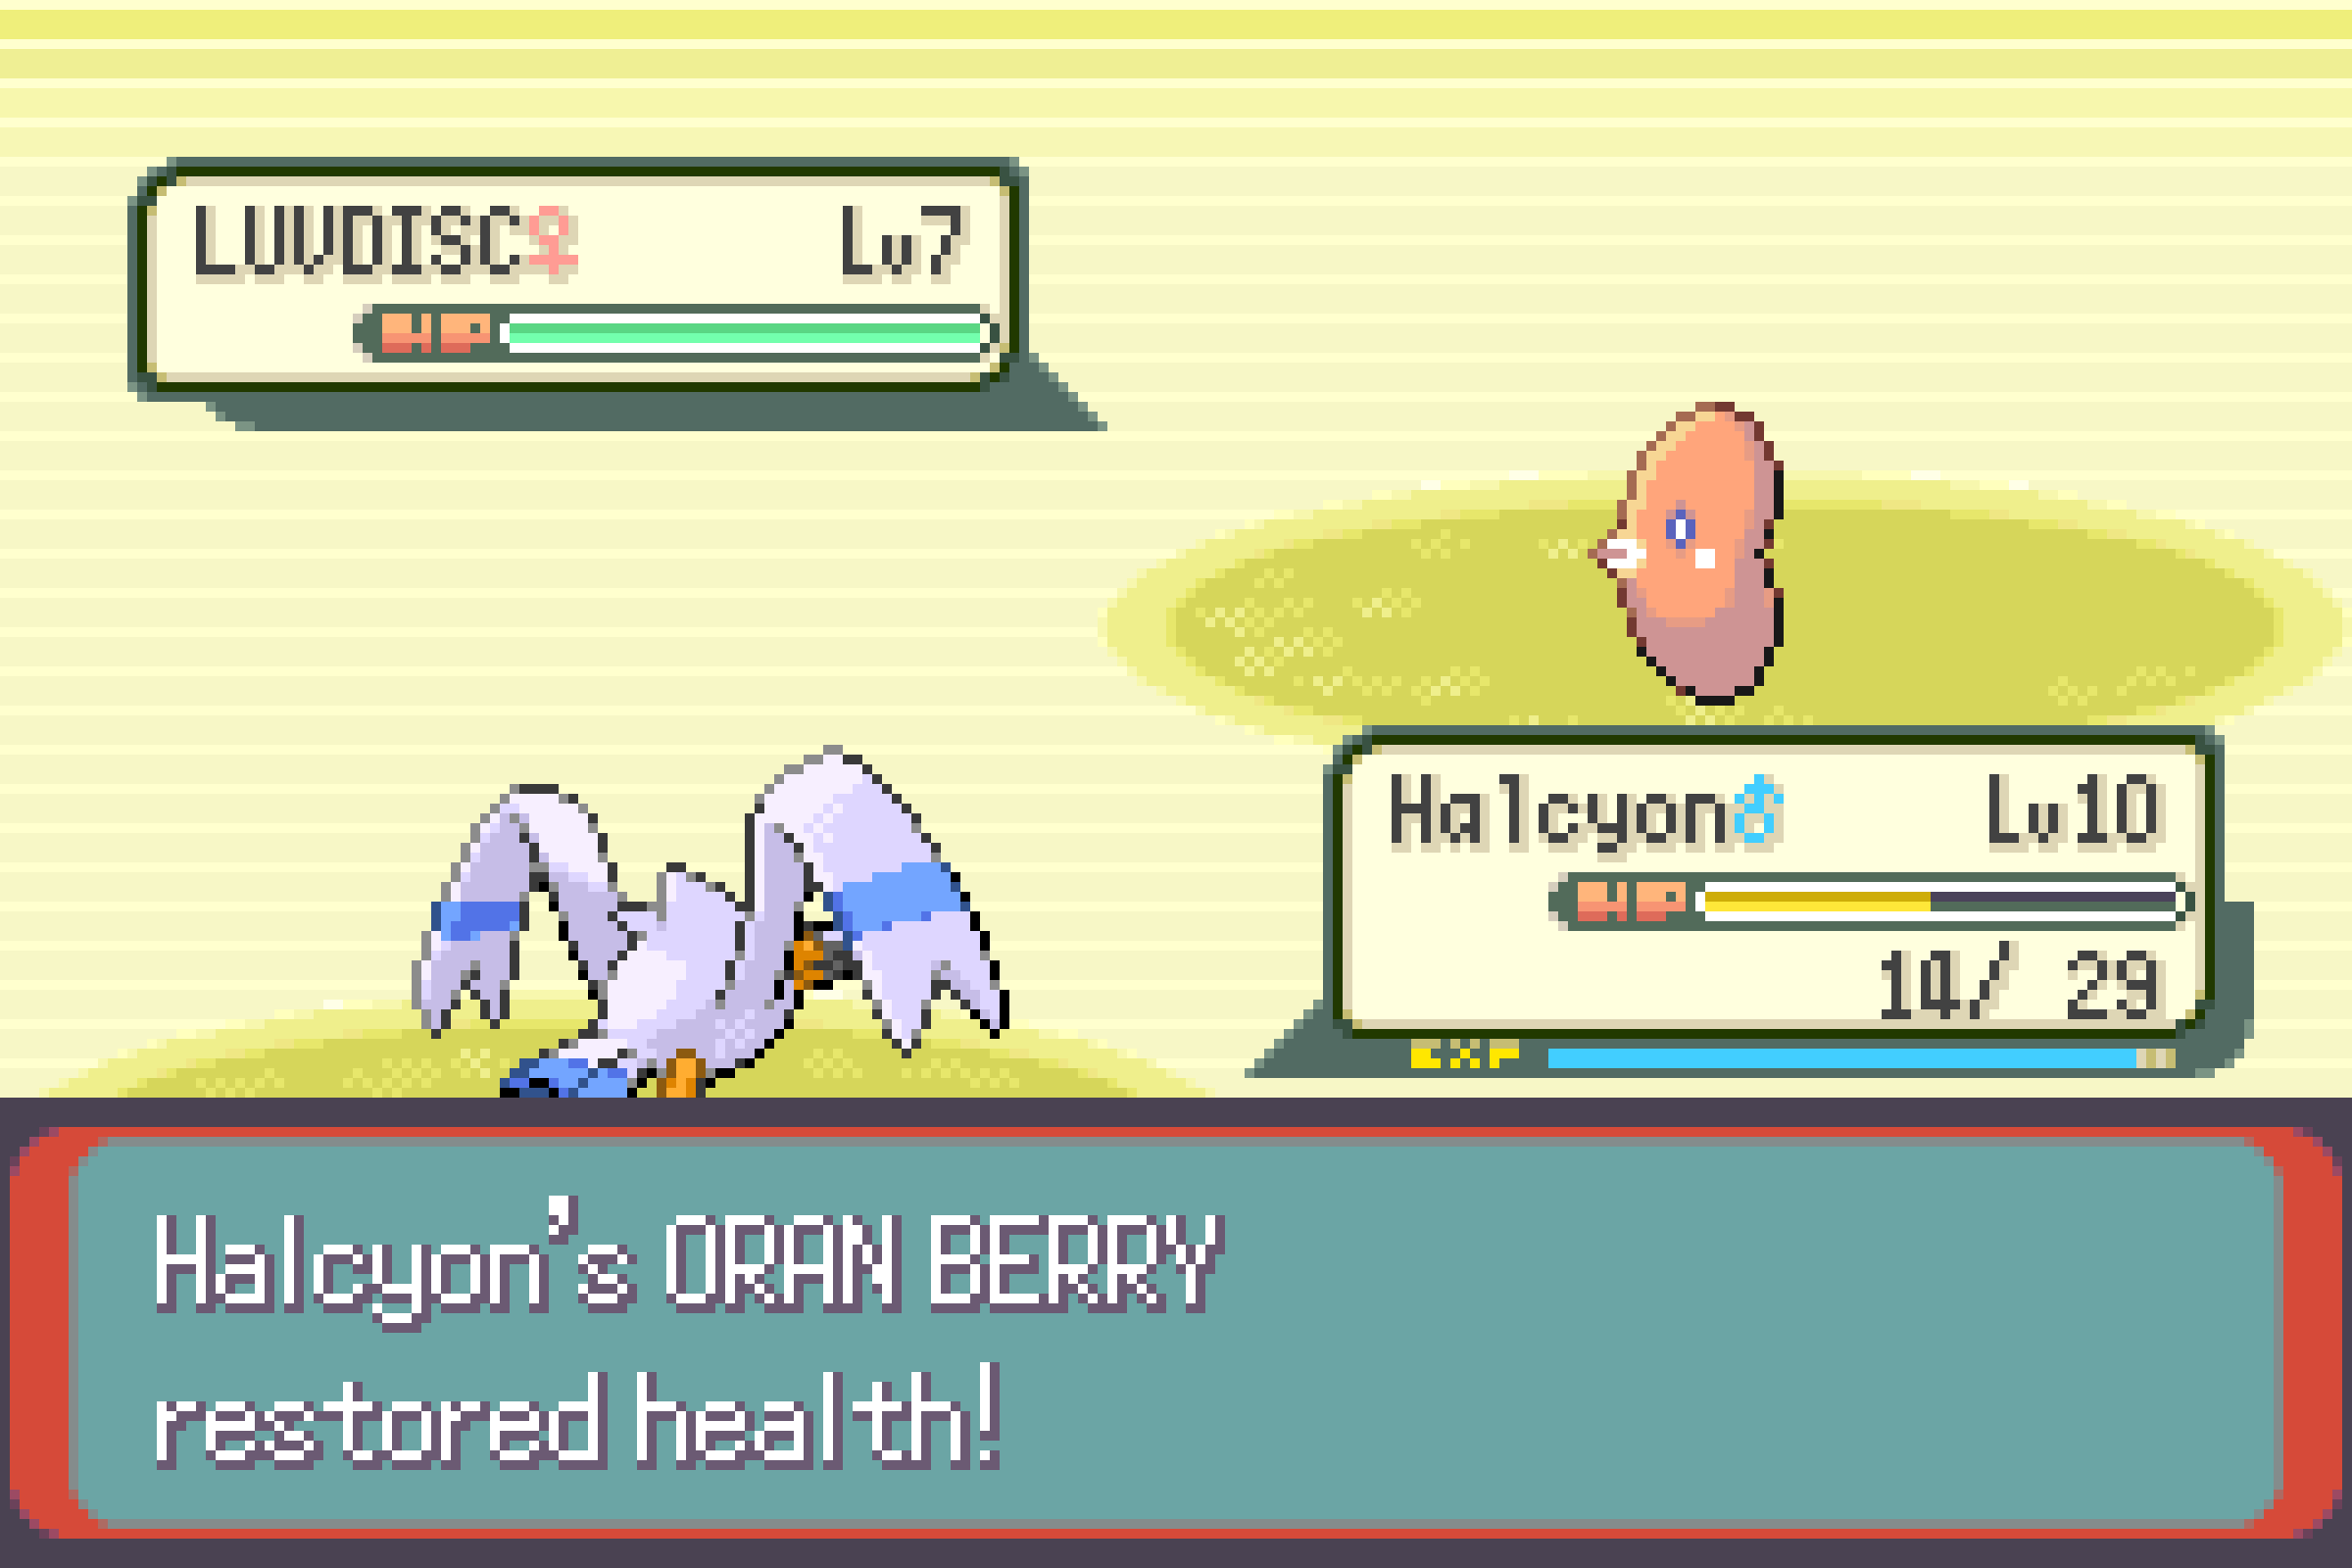 LUVDISC♀ Lv7
HP
Halcyon♂ Lv10
HP
14/ 29
EXP
Halcyon's ORAN BERRY
restored health!